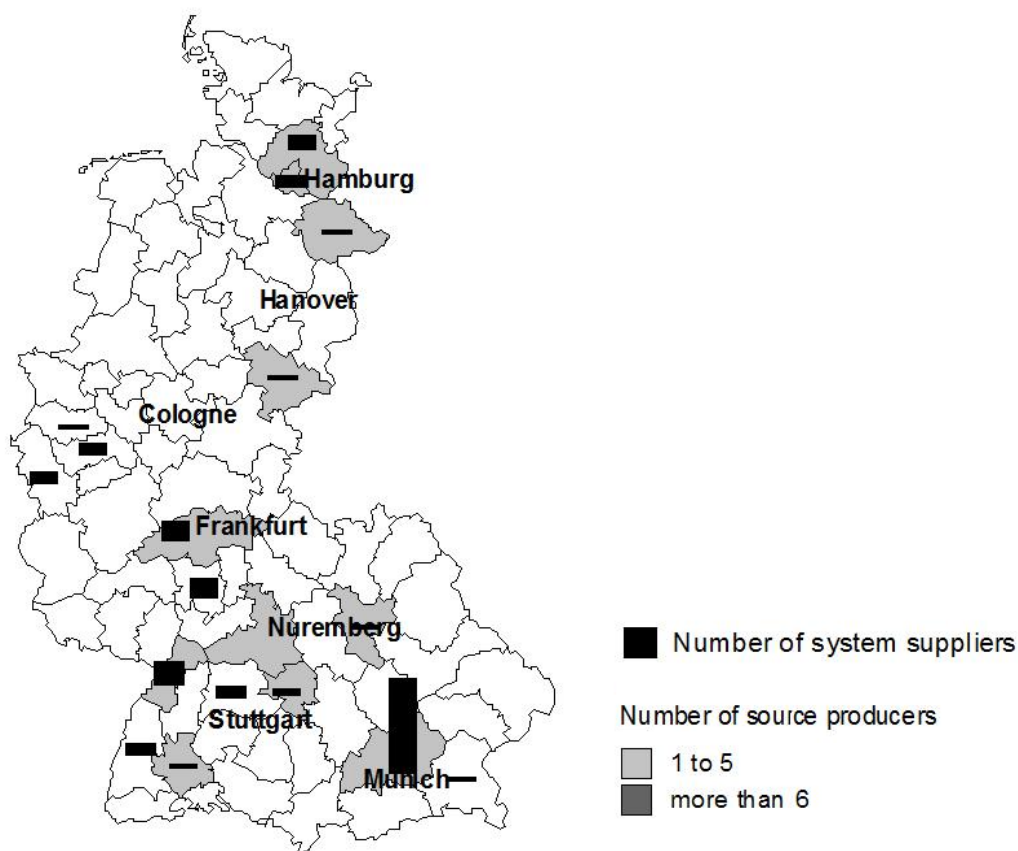 Hamburg
Hanover
Cologne
Frankfurt
Nuremberg
Stuttgart
Munich
Number of system suppliers
Number of source producers
1 to 5
more than 6